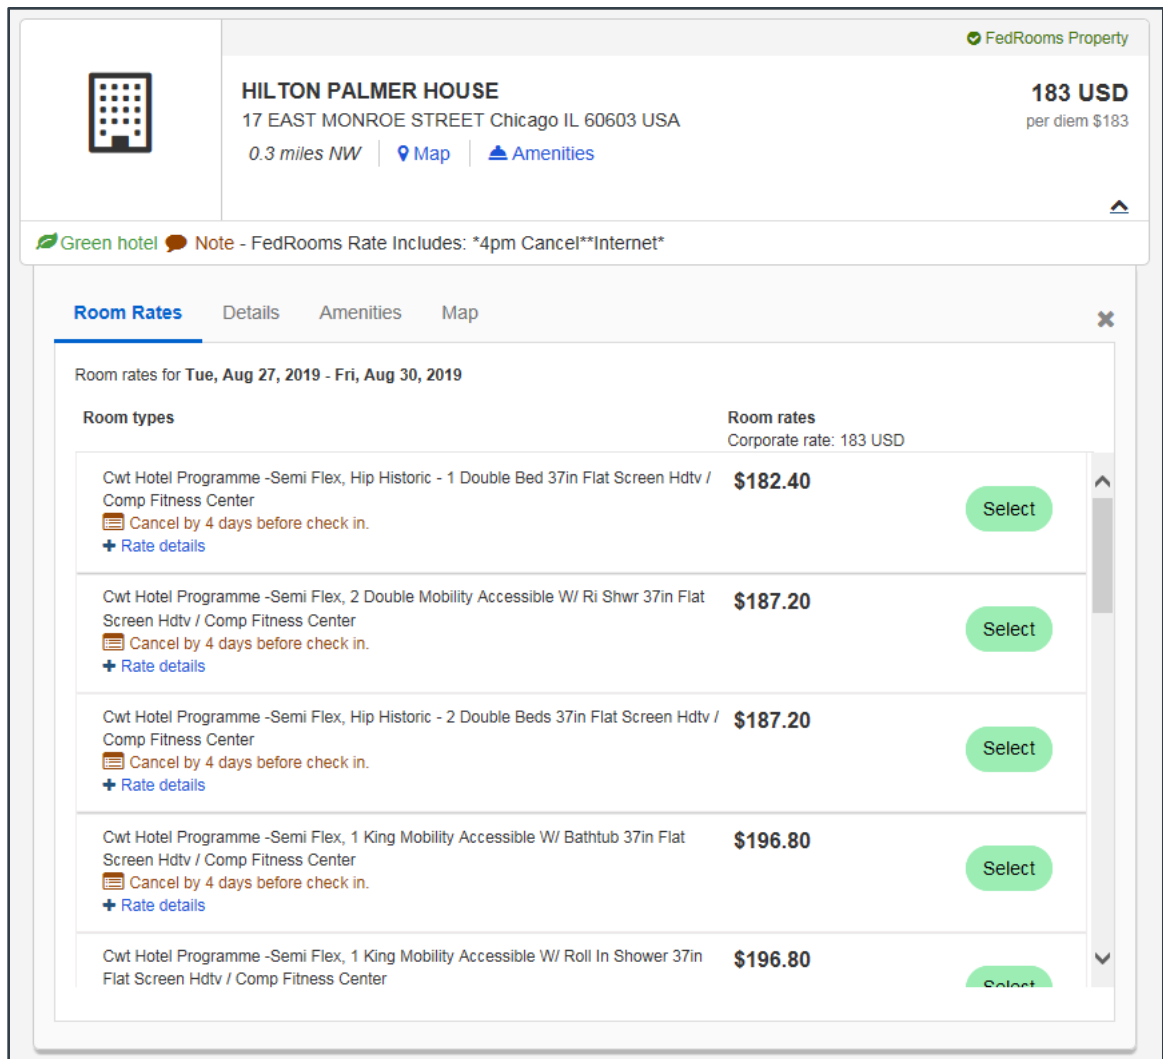 FedRooms Property
HILTON PALMER HOUSE
183 USD
17 EAST MONROE STREET Chicago IL 60603 USA
per diem $183
0.3 miles NW
Map
Amenities
Green hotel Note - FedRooms Rate Includes: *4pm Cancel**Internet*
Room Rates
Details
Amenities
Map
Room rates for Tue, Aug 27, 2019 - Fri, Aug 30, 2019
Room types
Room rates
Corporate rate: 183 USD
Cwt Hotel Programme -Semi Flex, Hip Historic - 1 Double Bed 37in Flat Screen Hdtv /
Comp Fitness Center
Cancel by 4 days before check in.
+ Rate details
$182.40
Select
Cwt Hotel Programme -Semi Flex, 2 Double Mobility Accessible W/ Ri Shwr 37in Flat
Screen Hdtv / Comp Fitness Center
Cancel by 4 days before check in.
+ Rate details
$187.20
Select
Cwt Hotel Programme -Semi Flex, Hip Historic - 2 Double Beds 37in Flat Screen Hdtv /
Comp Fitness Center
Cancel by 4 days before check in.
+ Rate details
$187.20
Select
Cwt Hotel Programme -Semi Flex, 1 King Mobility Accessible W/ Bathtub 37in Flat
Screen Hdtv / Comp Fitness Center
Cancel by 4 days before check in.
+ Rate details
$196.80
Select
Cwt Hotel Programme -Semi Flex, 1 King Mobility Accessible W/ Roll In Shower 37in
Flat Screen Hdtv / Comp Fitness Center
$196.80
Select